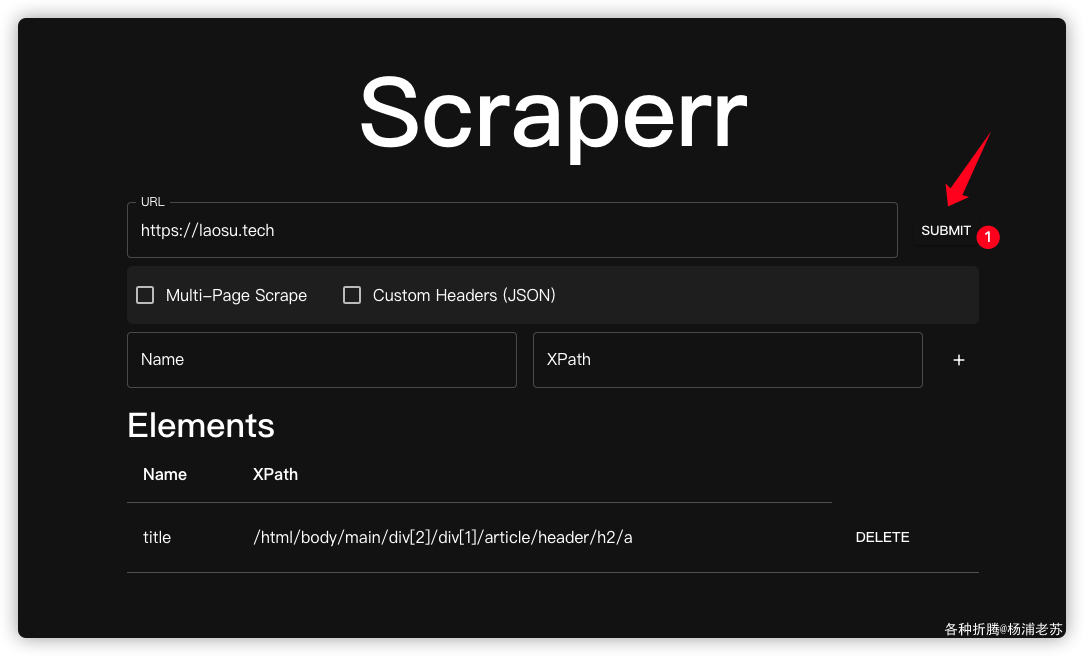 Scraperr
URL
https://laosu.tech
SUBMIT
1
Multi-Page Scrape
Custom Headers (JSON)
Name
XPath
+
Elements
Name
XPath
title
/html/body/main/div[2]/div[1]/article/header/h2/a
DELETE
各种折腾@杨浦老苏